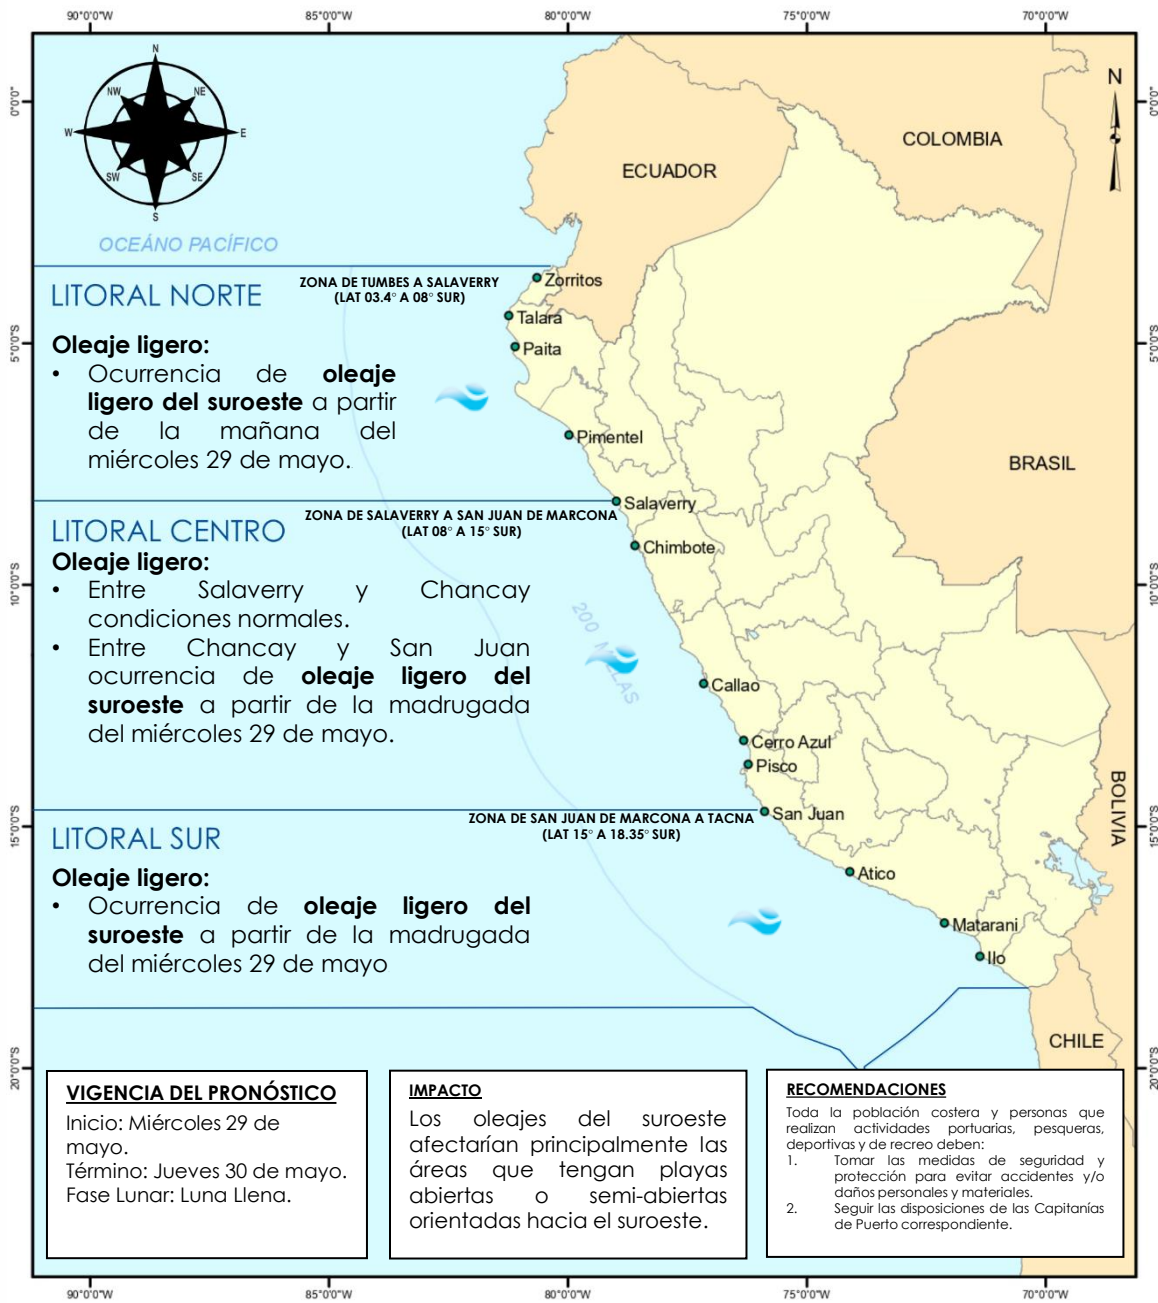 90°0'0"W 85°0'0"W 80°0'0"W 75°0'0"W 70°0'0"W
N
NW NE
W E
SW SE
S
N
0°0'0" 0°0'0"
COLOMBIA
ECUADOR
OCEÁNO PACÍFICO
LITORAL NORTE
ZONA DE TUMBES A SALAVERRY
(LAT 03.4° A 08° SUR)
Zorritos
Talara
Paita
5°0'0"S 5°0'0"S
Oleaje ligero:
• Ocurrencia de oleaje
ligero del suroeste a partir
de la mañana del
miércoles 29 de mayo.
Pimentel
BRASIL
Salaverry
LITORAL CENTRO
ZONA DE SALAVERRY A SAN JUAN DE MARCONA
(LAT 08° A 15° SUR)
Chimbote
Oleaje ligero:
• Entre Salaverry y Chancay
condiciones normales.
• Entre Chancay y San Juan
ocurrencia de oleaje ligero del
suroeste a partir de la madrugada
del miércoles 29 de mayo.
10°0'0"S 10°0'0"S
200 MILLAS
Callao
Cerro Azul
Pisco
San Juan
BOLIVIA
15°0'0"S 15°0'0"S
LITORAL SUR
ZONA DE SAN JUAN DE MARCONA A TACNA
(LAT 15° A 18.35° SUR)
Oleaje ligero:
• Ocurrencia de oleaje ligero del
suroeste a partir de la madrugada
del miércoles 29 de mayo
Atico
Matarani
Ilo
CHILE
20°0'0"S 20°0'0"S
VIGENCIA DEL PRONÓSTICO
Inicio: Miércoles 29 de
mayo.
Término: Jueves 30 de mayo.
Fase Lunar: Luna Llena.
IMPACTO
Los oleajes del suroeste
afectarían principalmente las
áreas que tengan playas
abiertas o semi-abiertas
orientadas hacia el suroeste.
RECOMENDACIONES
Toda la población costera y personas que
realizan actividades portuarias, pesqueras,
deportivas y de recreo deben:
1. Tomar las medidas de seguridad y
protección para evitar accidentes y/o
daños personales y materiales.
2. Seguir las disposiciones de las Capitanías
de Puerto correspondiente.
90°0'0"W 85°0'0"W 80°0'0"W 75°0'0"W 70°0'0"W